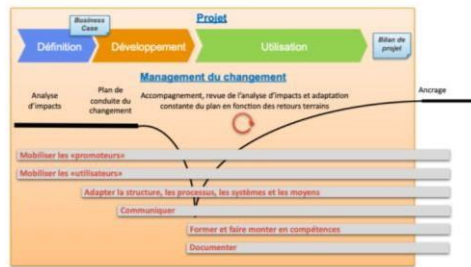 Projet
Business
Case
Définition
Développement
Utilisation
Bilan de
projet
Management du changement
Analyse
d'impacts
Plan de
conduite du
changement
Accompagnement, revue de l'analyse d'impacts et adaptation
constante du plan en fonction des retours terrains
Ancrage
Mobiliser les «promoteurs»
Mobiliser les «utilisateurs»
Adapter la structure, les processus, les systèmes et les moyens
Communiquer
Former et faire monter en compétences
Documenter